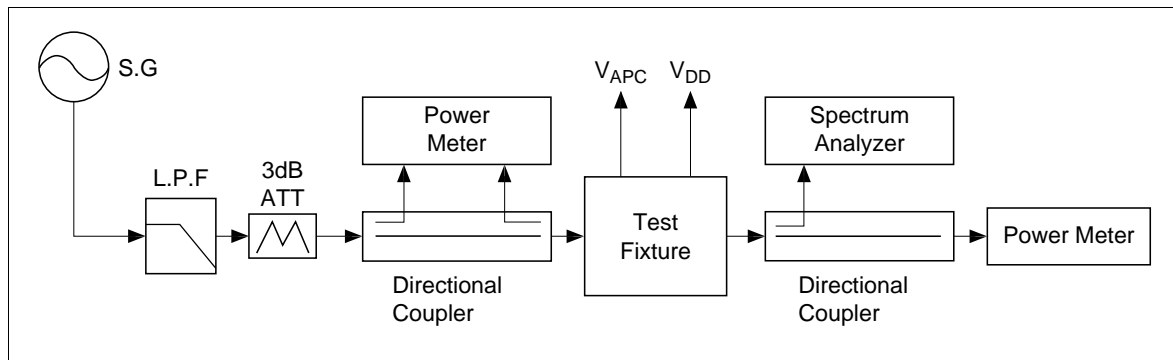 S.G
L.P.F
3dB
ATT
Power
Meter
Directional
Coupler
VAPC
VDD
Test
Fixture
Spectrum
Analyzer
Directional
Coupler
Power Meter